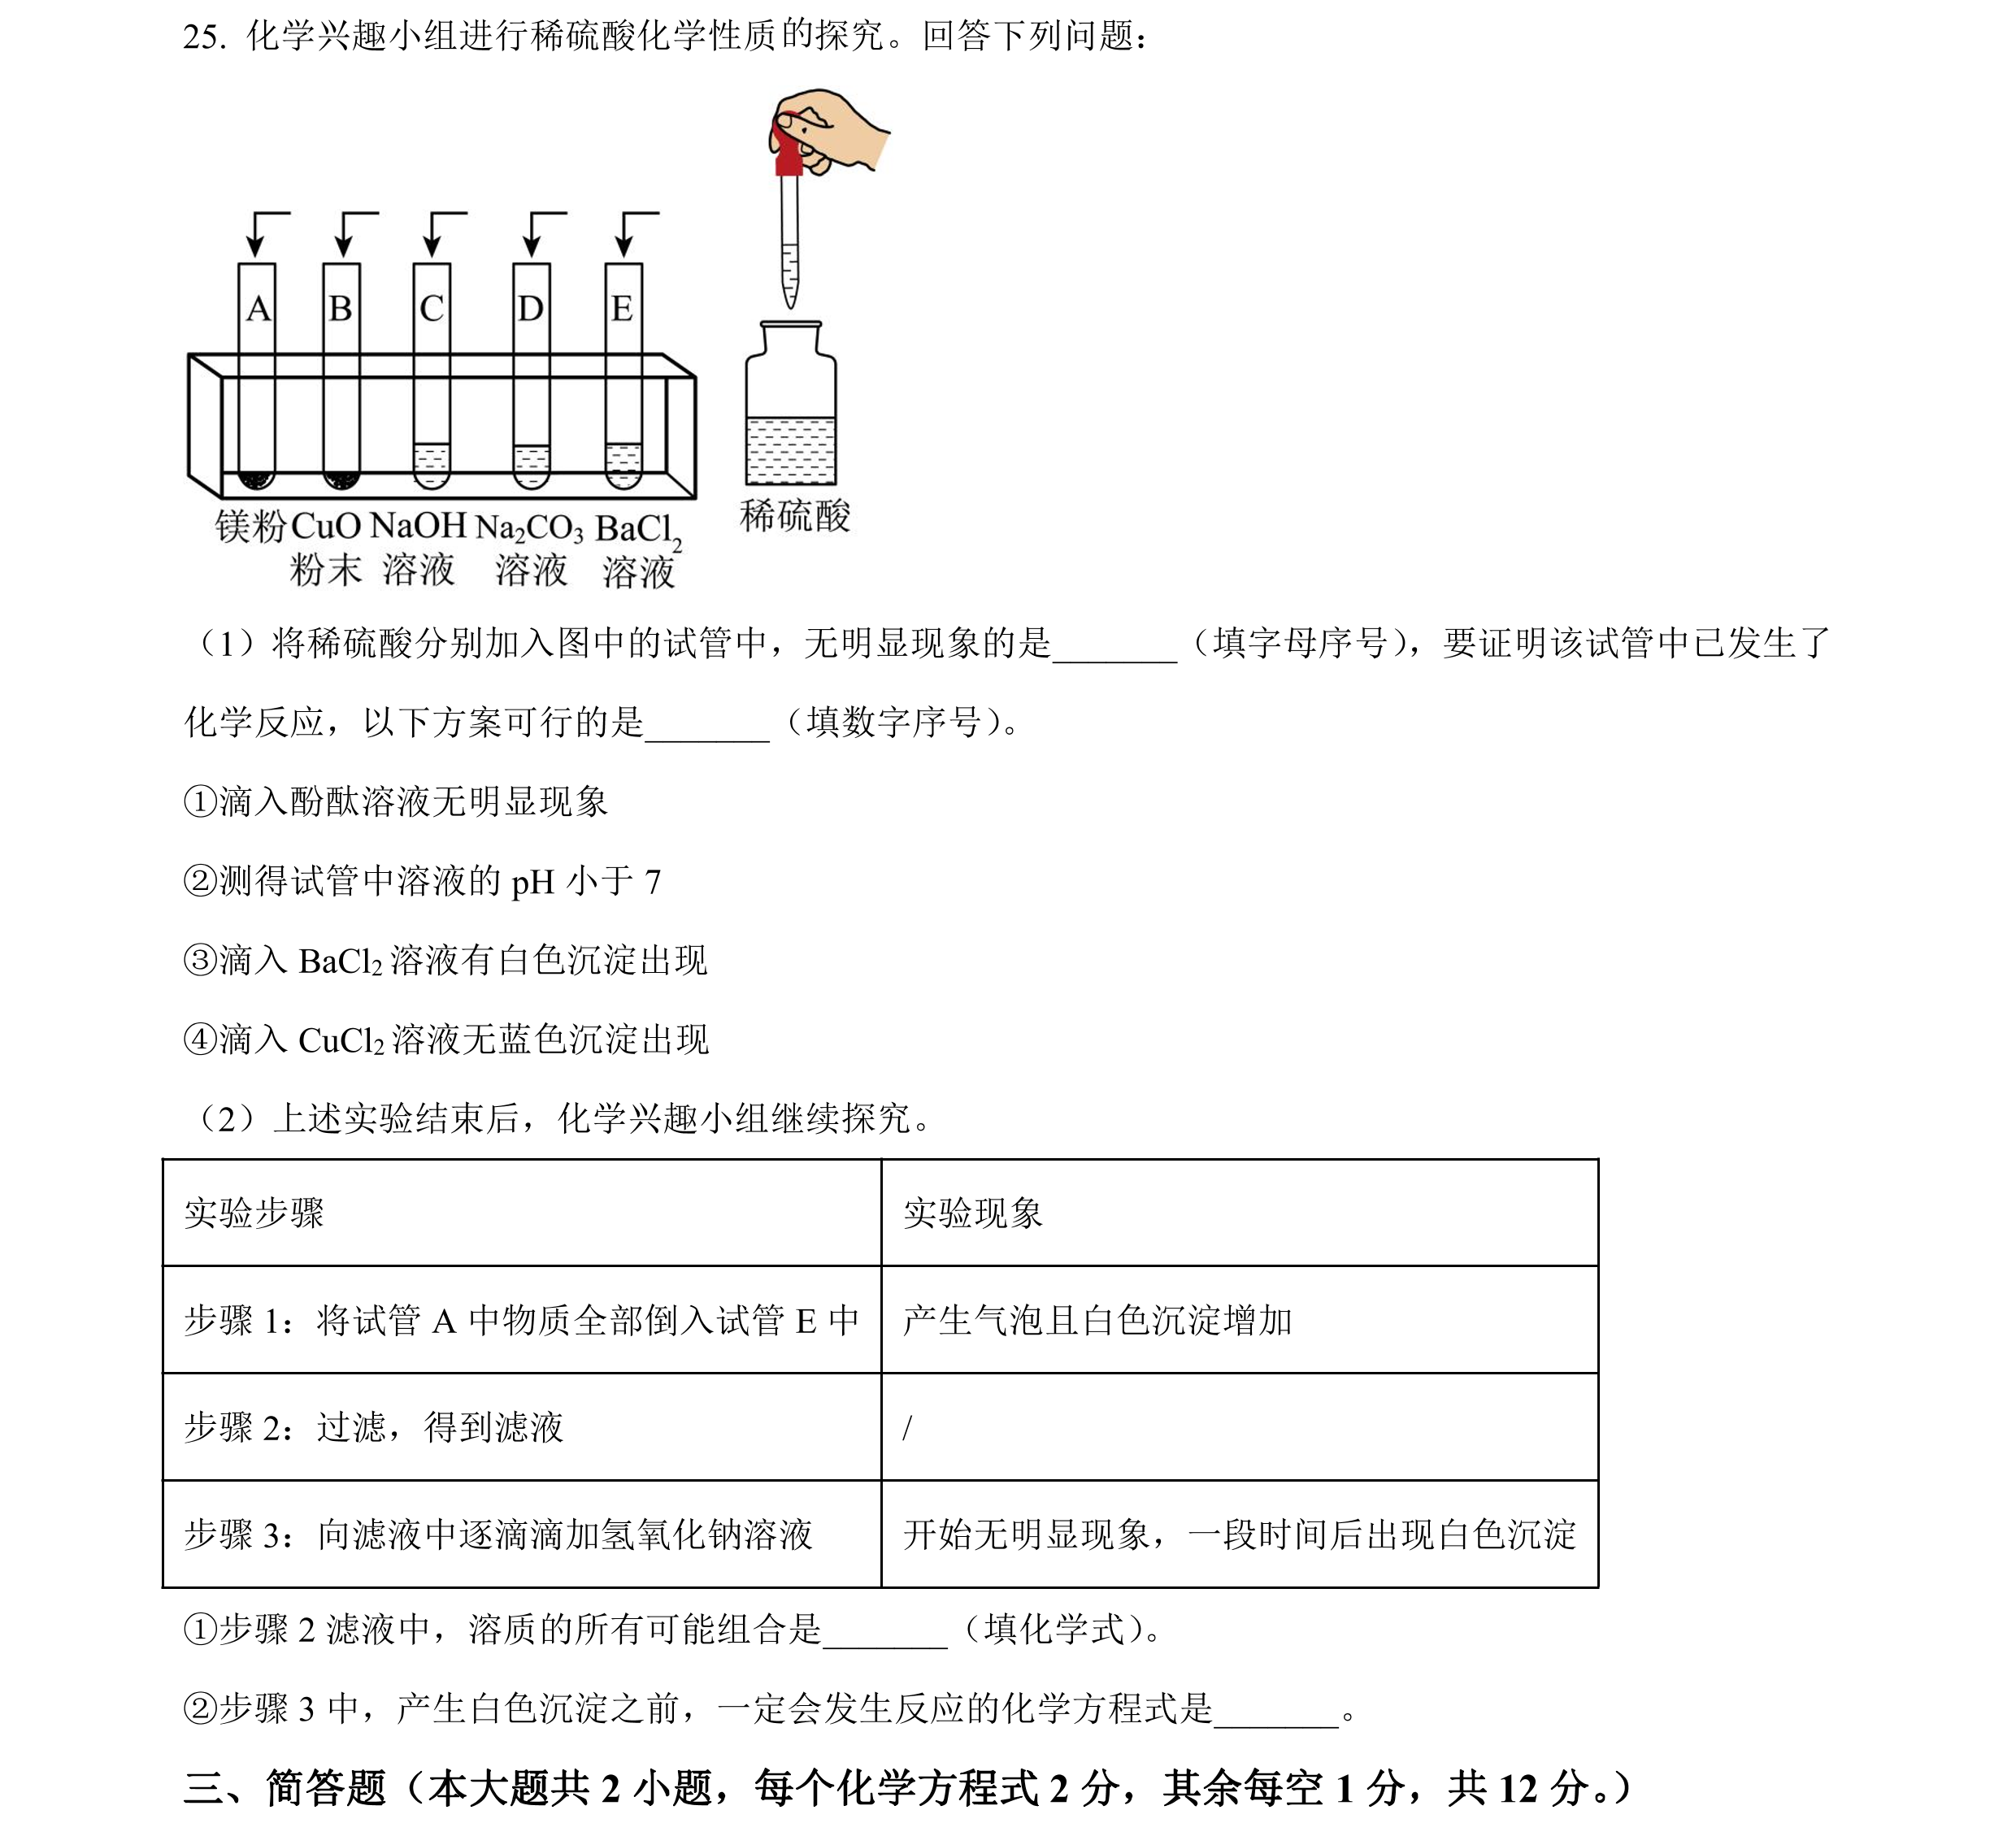 25. 化学兴趣小组进行稀硫酸化学性质的探究。回答下列问题：
A B C D E
镁粉 CuO NaOH Na₂CO₃ BaCl₂ 稀硫酸
粉末 溶液 溶液 溶液
（1）将稀硫酸分别加入图中的试管中，无明显现象的是_______（填字母序号），要证明该试管中已发生了
化学反应，以下方案可行的是_______（填数字序号）。
①滴入酚酞溶液无明显现象
②测得试管中溶液的 pH 小于 7
③滴入 BaCl₂ 溶液有白色沉淀出现
④滴入 CuCl₂ 溶液无蓝色沉淀出现
（2）上述实验结束后，化学兴趣小组继续探究。
实验步骤 实验现象
步骤 1：将试管 A 中物质全部倒入试管 E 中 产生气泡且白色沉淀增加
步骤 2：过滤，得到滤液 /
步骤 3：向滤液中逐滴滴加氢氧化钠溶液 开始无明显现象，一段时间后出现白色沉淀
①步骤 2 滤液中，溶质的所有可能组合是_______（填化学式）。
②步骤 3 中，产生白色沉淀之前，一定会发生反应的化学方程式是_______。
三、简答题（本大题共 2 小题，每个化学方程式 2 分，其余每空 1 分，共 12 分。）